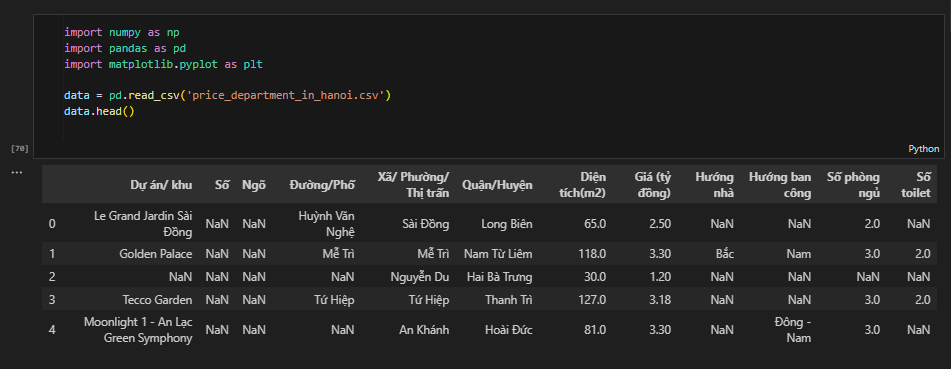 import numpy as np
import pandas as pd
import matplotlib.pyplot as plt
data = pd.read_csv('price_department_in_hanoi.csv')
data.head()
[70]
Python
...
Dự án/ khu Số Ngõ Đường/Phố Xã/ Phường/ Thị trấn Quận/Huyện Diện tích(m2) Giá (tỷ đồng) Hướng nhà Hướng ban công Số phòng ngủ Số toilet
0 Le Grand Jardin Sài Đồng NaN NaN Huỳnh Văn Nghệ Sài Đồng Long Biên 65.0 2.50 NaN NaN 2.0 NaN
1 Golden Palace NaN NaN Mễ Trì Mễ Trì Nam Từ Liêm 118.0 3.30 Bắc Nam 3.0 2.0
2 NaN NaN NaN NaN Nguyễn Du Hai Bà Trưng 30.0 1.20 NaN NaN NaN NaN
3 Tecco Garden NaN NaN Tứ Hiệp Tứ Hiệp Thanh Trì 127.0 3.18 NaN NaN 3.0 2.0
4 Moonlight 1 - An Lạc Green Symphony NaN NaN NaN An Khánh Hoài Đức 81.0 3.30 NaN Đông - Nam 3.0 NaN